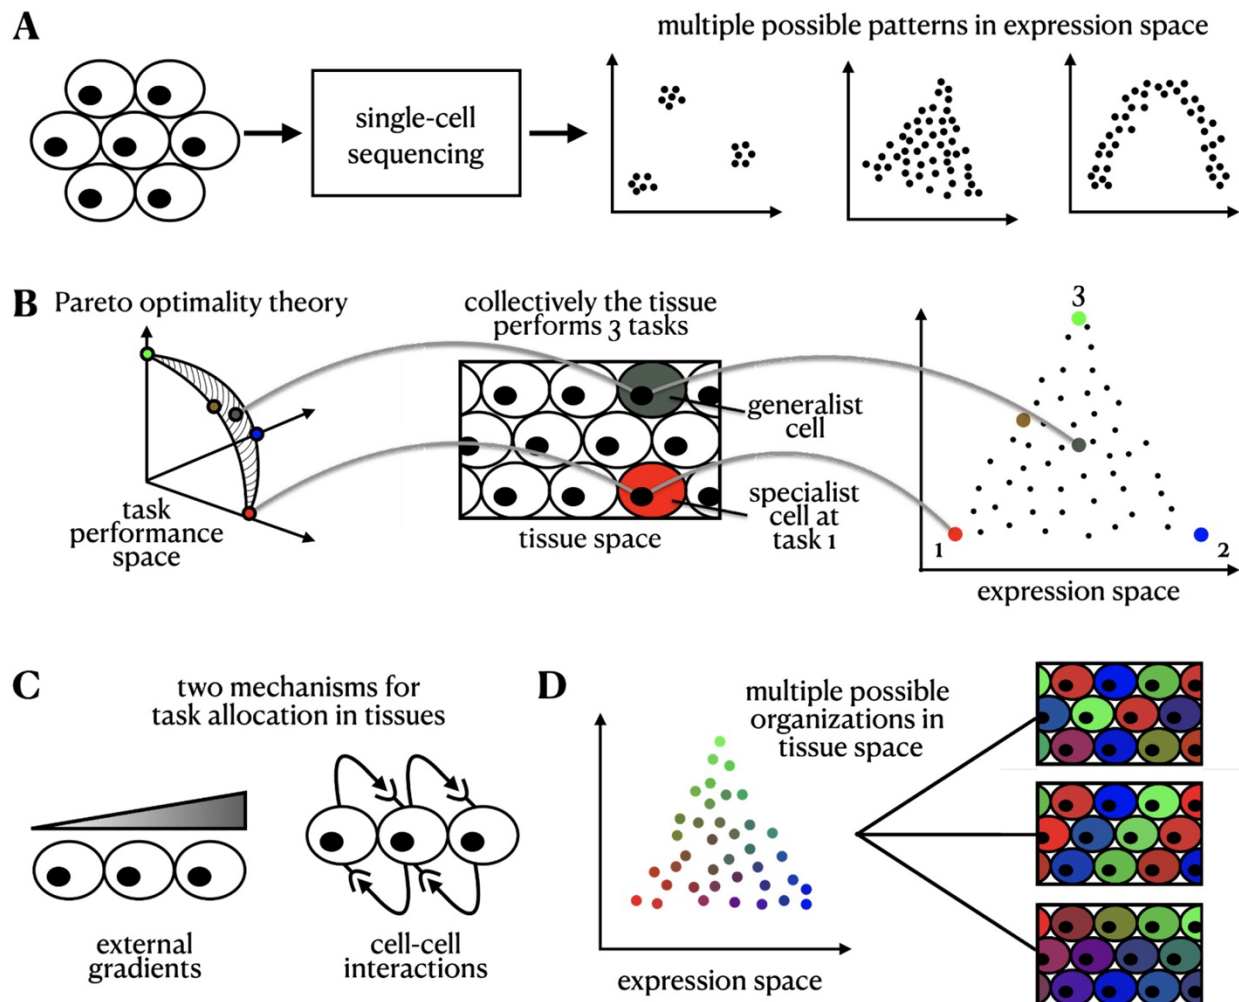 A
multiple possible patterns in expression space
single-cell
sequencing
B
Pareto optimality theory
task
performance
space
collectively the tissue
performs 3 tasks
generalist
cell
specialist
cell at
task 1
tissue space
3
1
2
expression space
C
two mechanisms for
task allocation in tissues
external
gradients
cell-cell
interactions
D
multiple possible
organizations in
tissue space
expression space